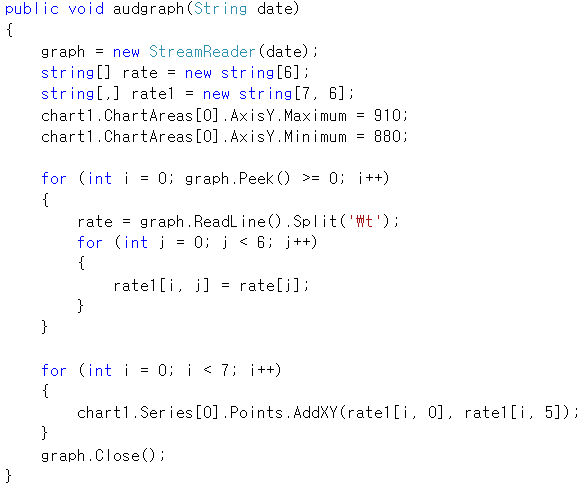 public void audgraph(String date)
{
    graph = new StreamReader(date);
    string[] rate = new string[6];
    string[,] rate1 = new string[7, 6];
    chart1.ChartAreas[0].AxisY.Maximum = 910;
    chart1.ChartAreas[0].AxisY.Minimum = 880;

    for (int i = 0; graph.Peek() >= 0; i++)
    {
        rate = graph.ReadLine().Split('₩t');
        for (int j = 0; j < 6; j++)
        {
            rate1[i, j] = rate[j];
        }
    }

    for (int i = 0; i < 7; i++)
    {
        chart1.Series[0].Points.AddXY(rate1[i, 0], rate1[i, 5]);
    }
    graph.Close();
}